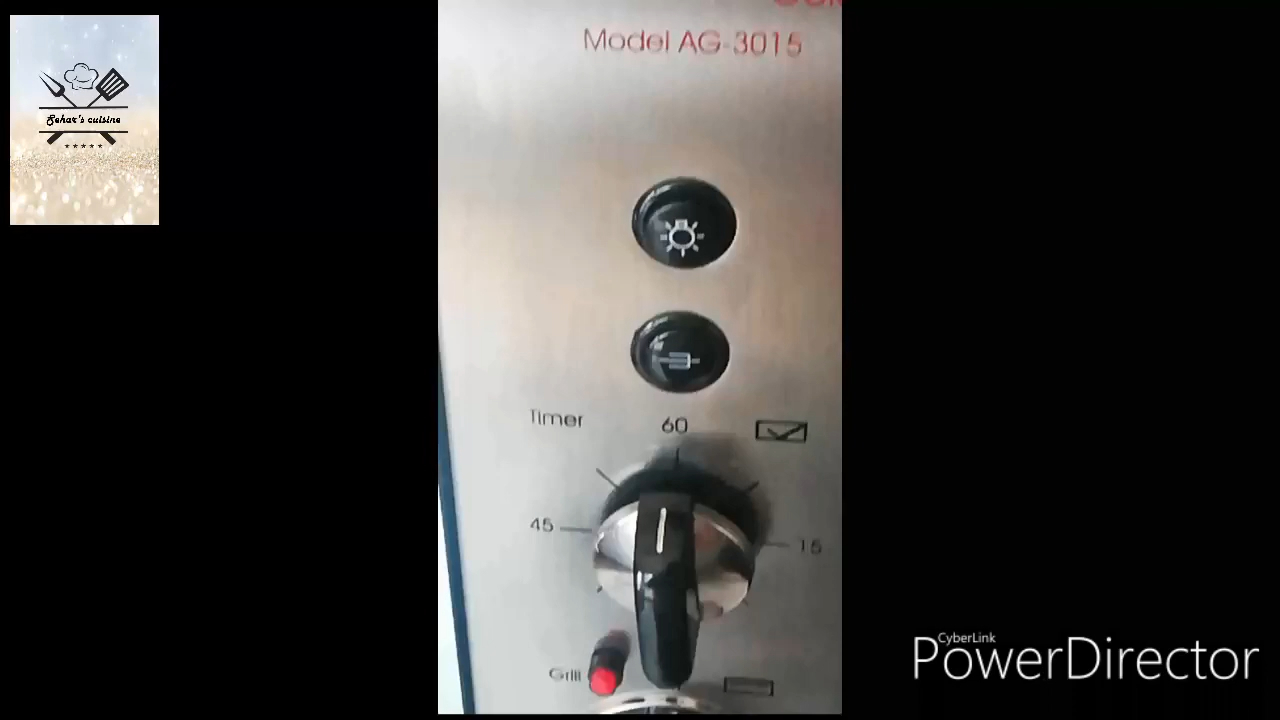 Model AG-3015
Sehar's cuisine
Timer
60
45
15
Grill
CyberLink
PowerDirector